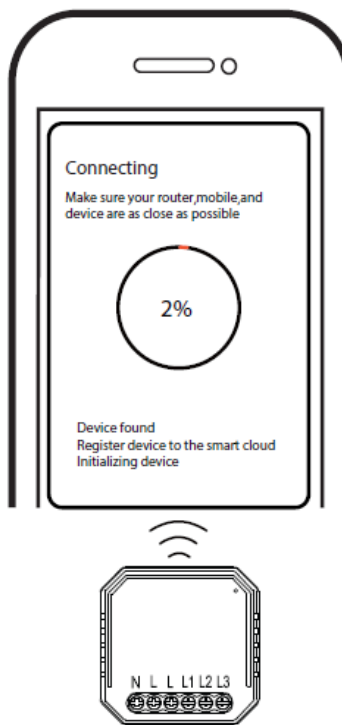 Connecting
Make sure your router,mobile,and
device are as close as possible
2%
Device found
Register device to the smart cloud
Initializing device
N L L L1 L2 L3